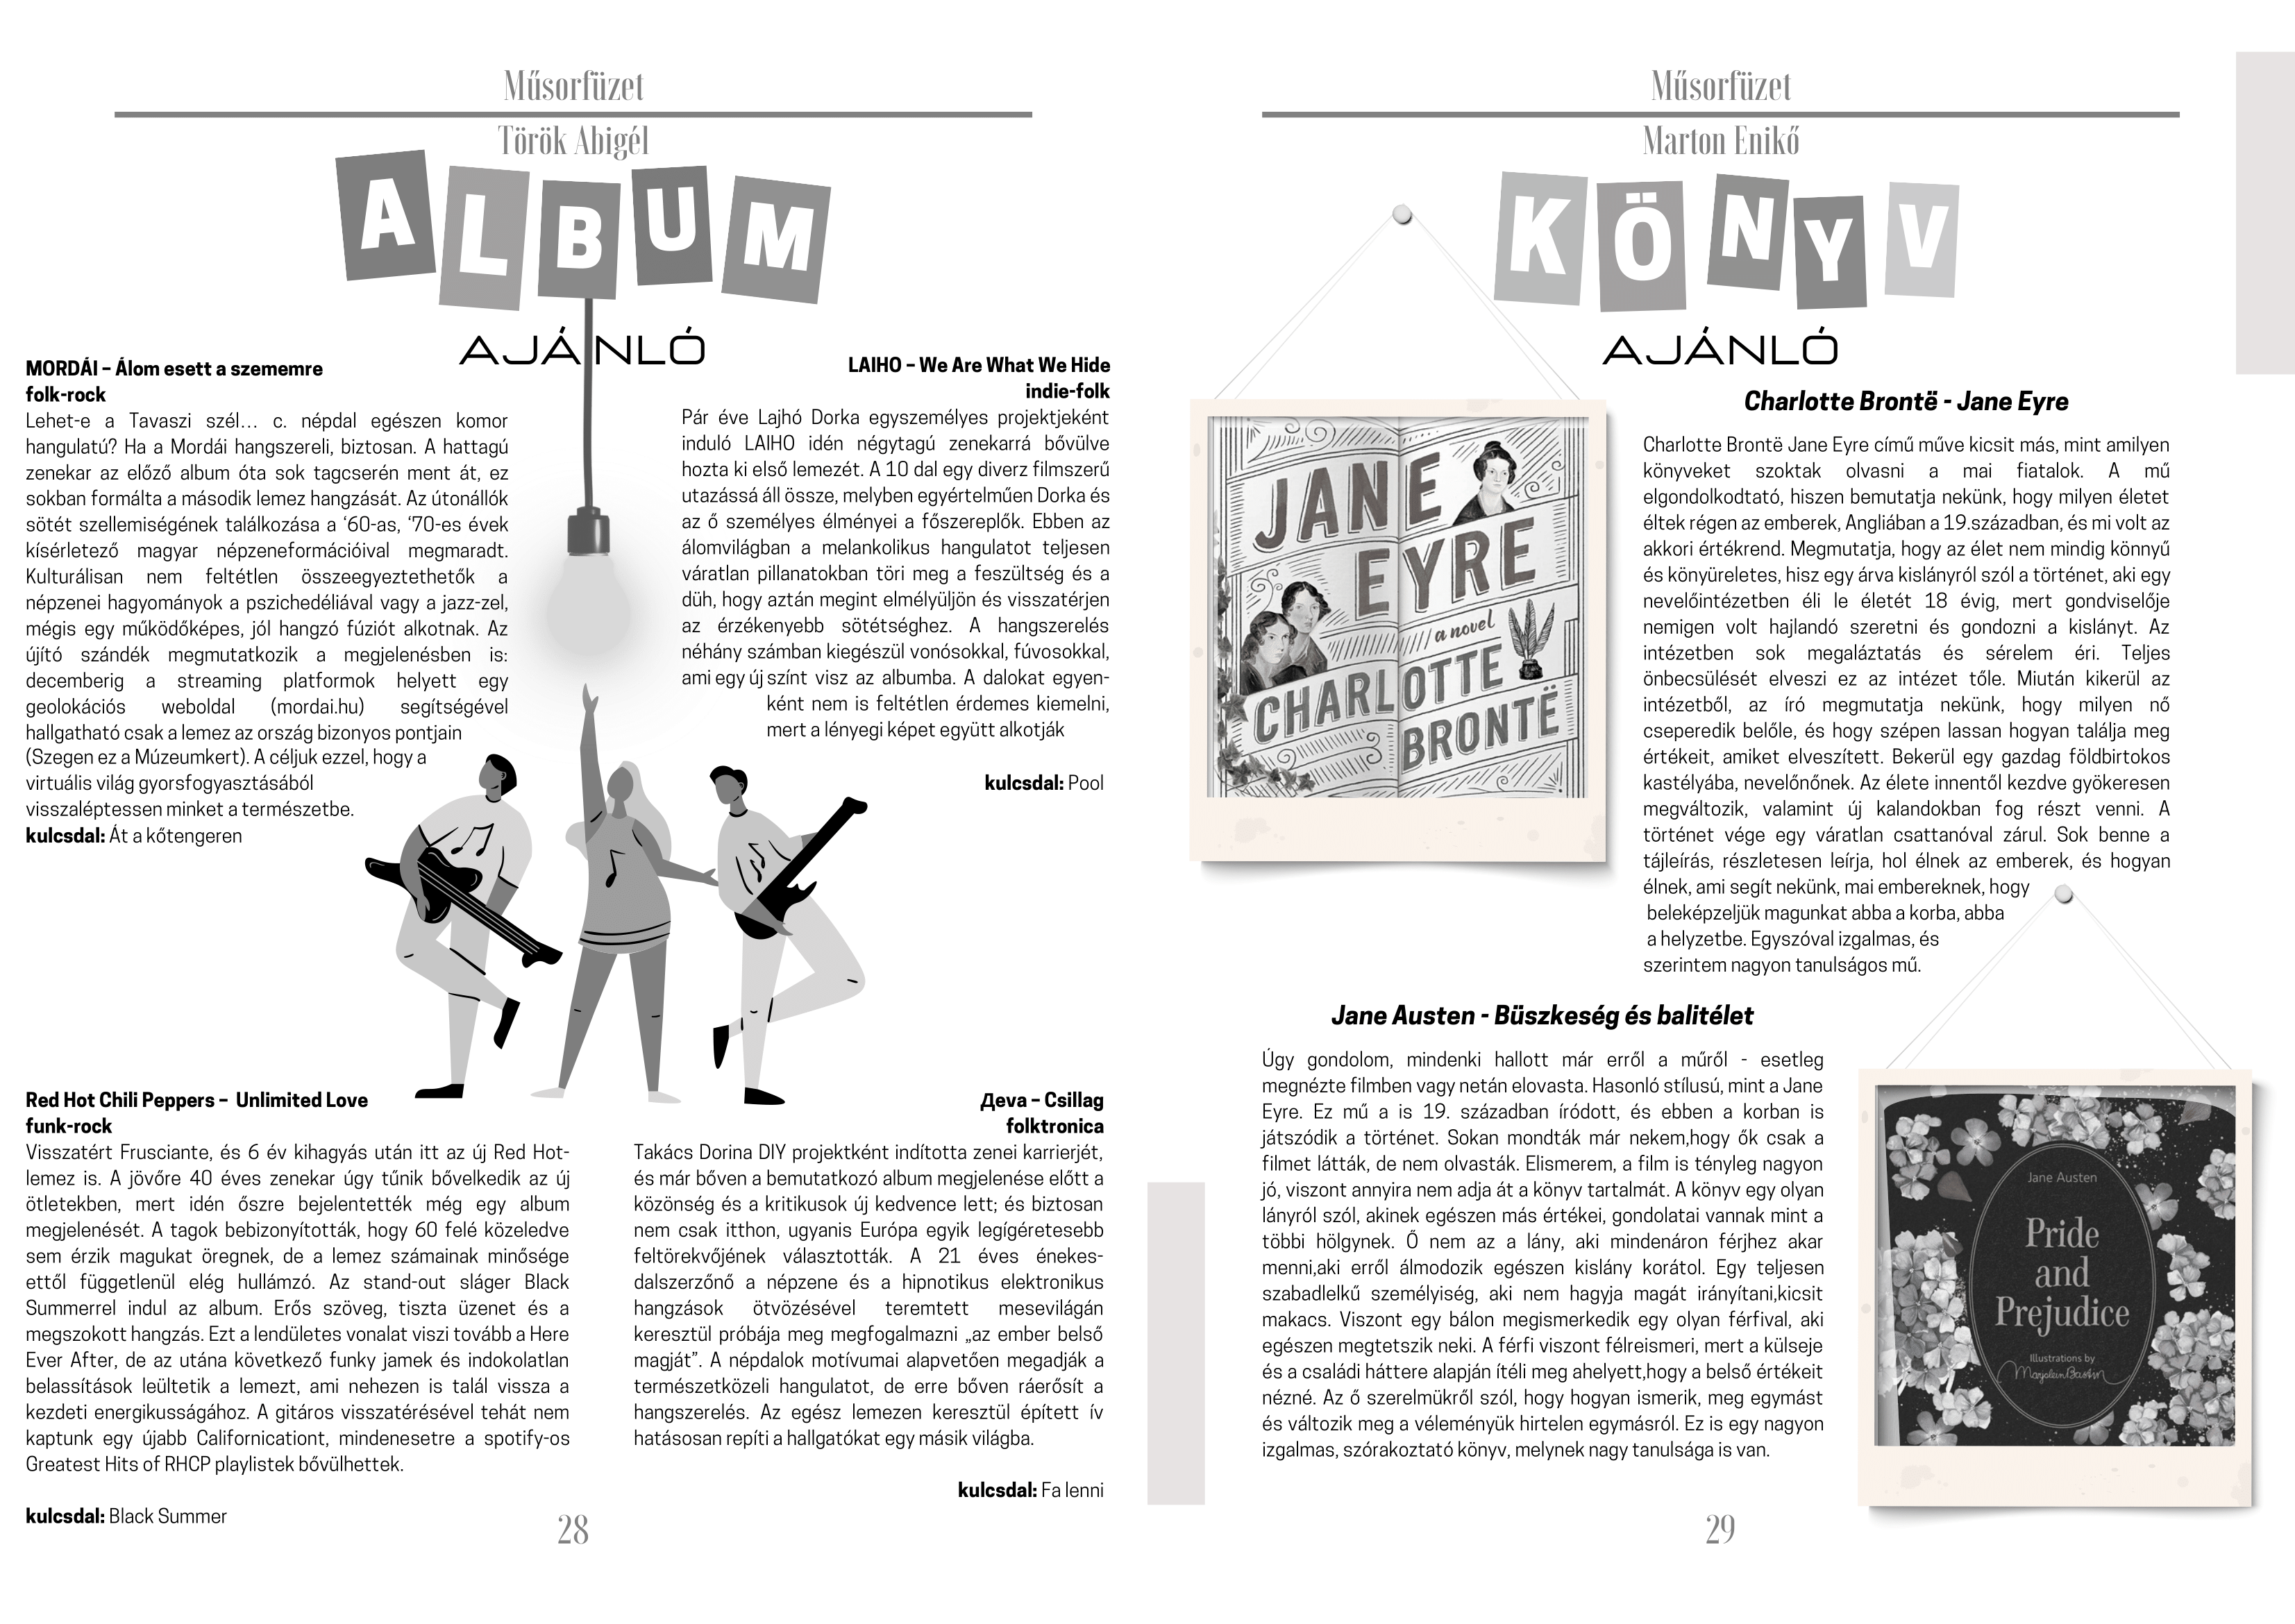 Műsorfüzet
Török Abigél
ALBUM
AJÁNLÓ
MORDÁI – Álom esett a szememre
folk-rock
Lehet-e a Tavaszi szél… c. népdal egészen komor
hangulatú? Ha a Mordái hangszereli, biztosan. A hattagú
zenekar az előző album óta sok tagcserén ment át, ez
sokban formálta a második lemez hangzását. Az útonállók
sötét szellemiségének találkozása a ‘60-as, ‘70-es évek
kísérletező magyar népzeneformációival megmaradt.
Kulturálisan nem feltétlen összeegyeztethetők a
népzenei hagyományok a pszichedéliával vagy a jazz-zel,
mégis egy működőképes, jól hangzó fúziót alkotnak. Az
újító szándék megmutatkozik a megjelenésben is:
decemberig a streaming platformok helyett egy
geolokációs weboldal (mordai.hu) segítségével
hallgatható csak a lemez az ország bizonyos pontjain
(Szegen ez a Múzeumkert). A céljuk ezzel, hogy a
virtuális világ gyorsfogyasztásából
visszaléptessen minket a természetbe.
kulcsdal: Át a kőtengeren
LAIHO – We Are What We Hide
indie-folk
Pár éve Lajhó Dorka egyszemélyes projektjeként
induló LAIHO idén négytagú zenekarrá bővülve
hozta ki első lemezét. A 10 dal egy diverz filmszerű
utazássá áll össze, melyben egyértelműen Dorka és
az ő személyes élményei a főszereplők. Ebben az
álomvilágban a melankolikus hangulatot teljesen
váratlan pillanatokban töri meg a feszültség és a
düh, hogy aztán megint elmélyüljön és visszatérjen
az érzékenyebb sötétséghez. A hangszerelés
néhány számban kiegészül vonósokkal, fúvosokkal,
ami egy új színt visz az albumba. A dalokat egyen-
ként nem is feltétlen érdemes kiemelni,
mert a lényegi képet együtt alkotják
kulcsdal: Pool
Red Hot Chili Peppers – Unlimited Love
funk-rock
Visszatért Frusciante, és 6 év kihagyás után itt az új Red Hot-
lemez is. A jövőre 40 éves zenekar úgy tűnik bővelkedik az új
ötletekben, mert idén őszre bejelentették még egy album
megjelenését. A tagok bebizonyították, hogy 60 felé közeledve
sem érzik magukat öregnek, de a lemez számainak minősége
ettől függetlenül elég hullámzó. Az stand-out sláger Black
Summerrel indul az album. Erős szöveg, tiszta üzenet és a
megszokott hangzás. Ezt a lendületes vonalat viszi tovább a Here
Ever After, de az utána következő funky jamek és indokolatlan
belassítások leültetik a lemezt, ami nehezen is talál vissza a
kezdeti energikusságához. A gitáros visszatérésével tehát nem
kaptunk egy újabb Californicationt, mindenesetre a spotify-os
Greatest Hits of RHCP playlistek bővülhettek.
kulcsdal: Black Summer
Дeva – Csillag
folktronica
Takács Dorina DIY projektként indította zenei karrierjét,
és már bőven a bemutatkozó album megjelenése előtt a
közönség és a kritikusok új kedvence lett; és biztosan
nem csak itthon, ugyanis Európa egyik legígéretesebb
feltörekvőjének választották. A 21 éves énekes-
dalszerzőnő a népzene és a hipnotikus elektronikus
hangzások ötvözésével teremtett mesevilágán
keresztül próbája meg megfogalmazni „az ember belső
magját”. A népdalok motívumai alapvetően megadják a
természetközeli hangulatot, de erre bőven ráerősít a
hangszerelés. Az egész lemezen keresztül épített ív
hatásosan repíti a hallgatókat egy másik világba.
kulcsdal: Fa lenni
28
Műsorfüzet
Marton Enikő
KÖNYV
AJÁNLÓ
JANE
EYRE
a novel
CHARLOTTE
BRONTË
Charlotte Brontë - Jane Eyre
Charlotte Brontë Jane Eyre című műve kicsit más, mint amilyen
könyveket szoktak olvasni a mai fiatalok. A mű
elgondolkodtató, hiszen bemutatja nekünk, hogy milyen életet
éltek régen az emberek, Angliában a 19.században, és mi volt az
akkori értékrend. Megmutatja, hogy az élet nem mindig könnyű
és könyüreletes, hisz egy árva kislányról szól a történet, aki egy
nevelőintézetben éli le életét 18 évig, mert gondviselője
nemigen volt hajlandó szeretni és gondozni a kislányt. Az
intézetben sok megaláztatás és sérelem éri. Teljes
önbecsülését elveszi ez az intézet tőle. Miután kikerül az
intézetből, az író megmutatja nekünk, hogy milyen nő
cseperedik belőle, és hogy szépen lassan hogyan találja meg
értékeit, amiket elveszített. Bekerül egy gazdag földbirtokos
kastélyába, nevelőnőnek. Az élete innentől kezdve gyökeresen
megváltozik, valamint új kalandokban fog részt venni. A
történet vége egy váratlan csattanóval zárul. Sok benne a
tájleírás, részletesen leírja, hol élnek az emberek, és hogyan
élnek, ami segít nekünk, mai embereknek, hogy
beleképzeljük magunkat abba a korba, abba
a helyzetbe. Egyszóval izgalmas, és
szerintem nagyon tanulságos mű.
Jane Austen - Büszkeség és balitélet
Úgy gondolom, mindenki hallott már erről a műről - esetleg
megnézte filmben vagy netán elovasta. Hasonló stílusú, mint a Jane
Eyre. Ez mű a is 19. században íródott, és ebben a korban is
játszódik a történet. Sokan mondták már nekem,hogy ők csak a
filmet látták, de nem olvasták. Elismerem, a film is tényleg nagyon
jó, viszont annyira nem adja át a könyv tartalmát. A könyv egy olyan
lányról szól, akinek egészen más értékei, gondolatai vannak mint a
többi hölgynek. Ő nem az a lány, aki mindenáron férjhez akar
menni,aki erről álmodozik egészen kislány korától. Egy teljesen
szabadlelkű személyiség, aki nem hagyja magát irányítani,kicsit
makacs. Viszont egy bálon megismerkedik egy olyan férfival, aki
egészen megtetszik neki. A férfi viszont félreismeri, mert a külseje
és a családi háttere alapján ítéli meg ahelyett,hogy a belső értékeit
nézné. Az ő szerelmükről szól, hogy hogyan ismerik, meg egymást
és változik meg a véleményük hirtelen egymásról. Ez is egy nagyon
izgalmas, szórakoztató könyv, melynek nagy tanulsága is van.
Jane Austen
Pride
and
Prejudice
Illustrations by
Marjolein Bastin
29